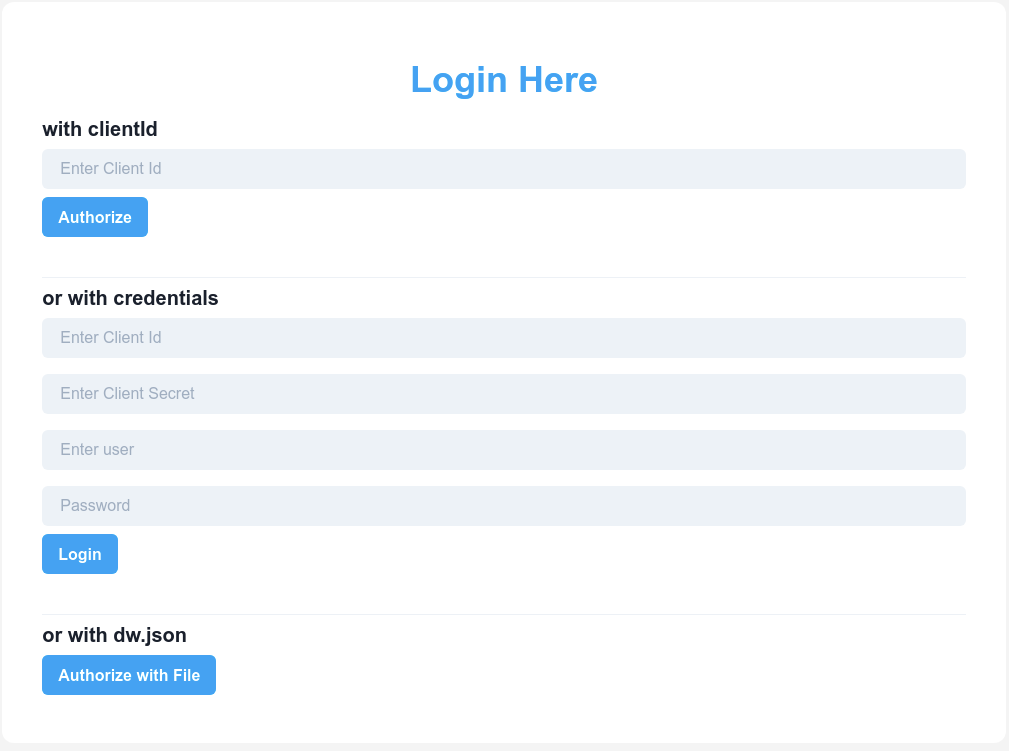 Login Here
with clientId
Enter Client Id
Authorize
or with credentials
Enter Client Id
Enter Client Secret
Enter user
Password
Login
or with dw.json
Authorize with File